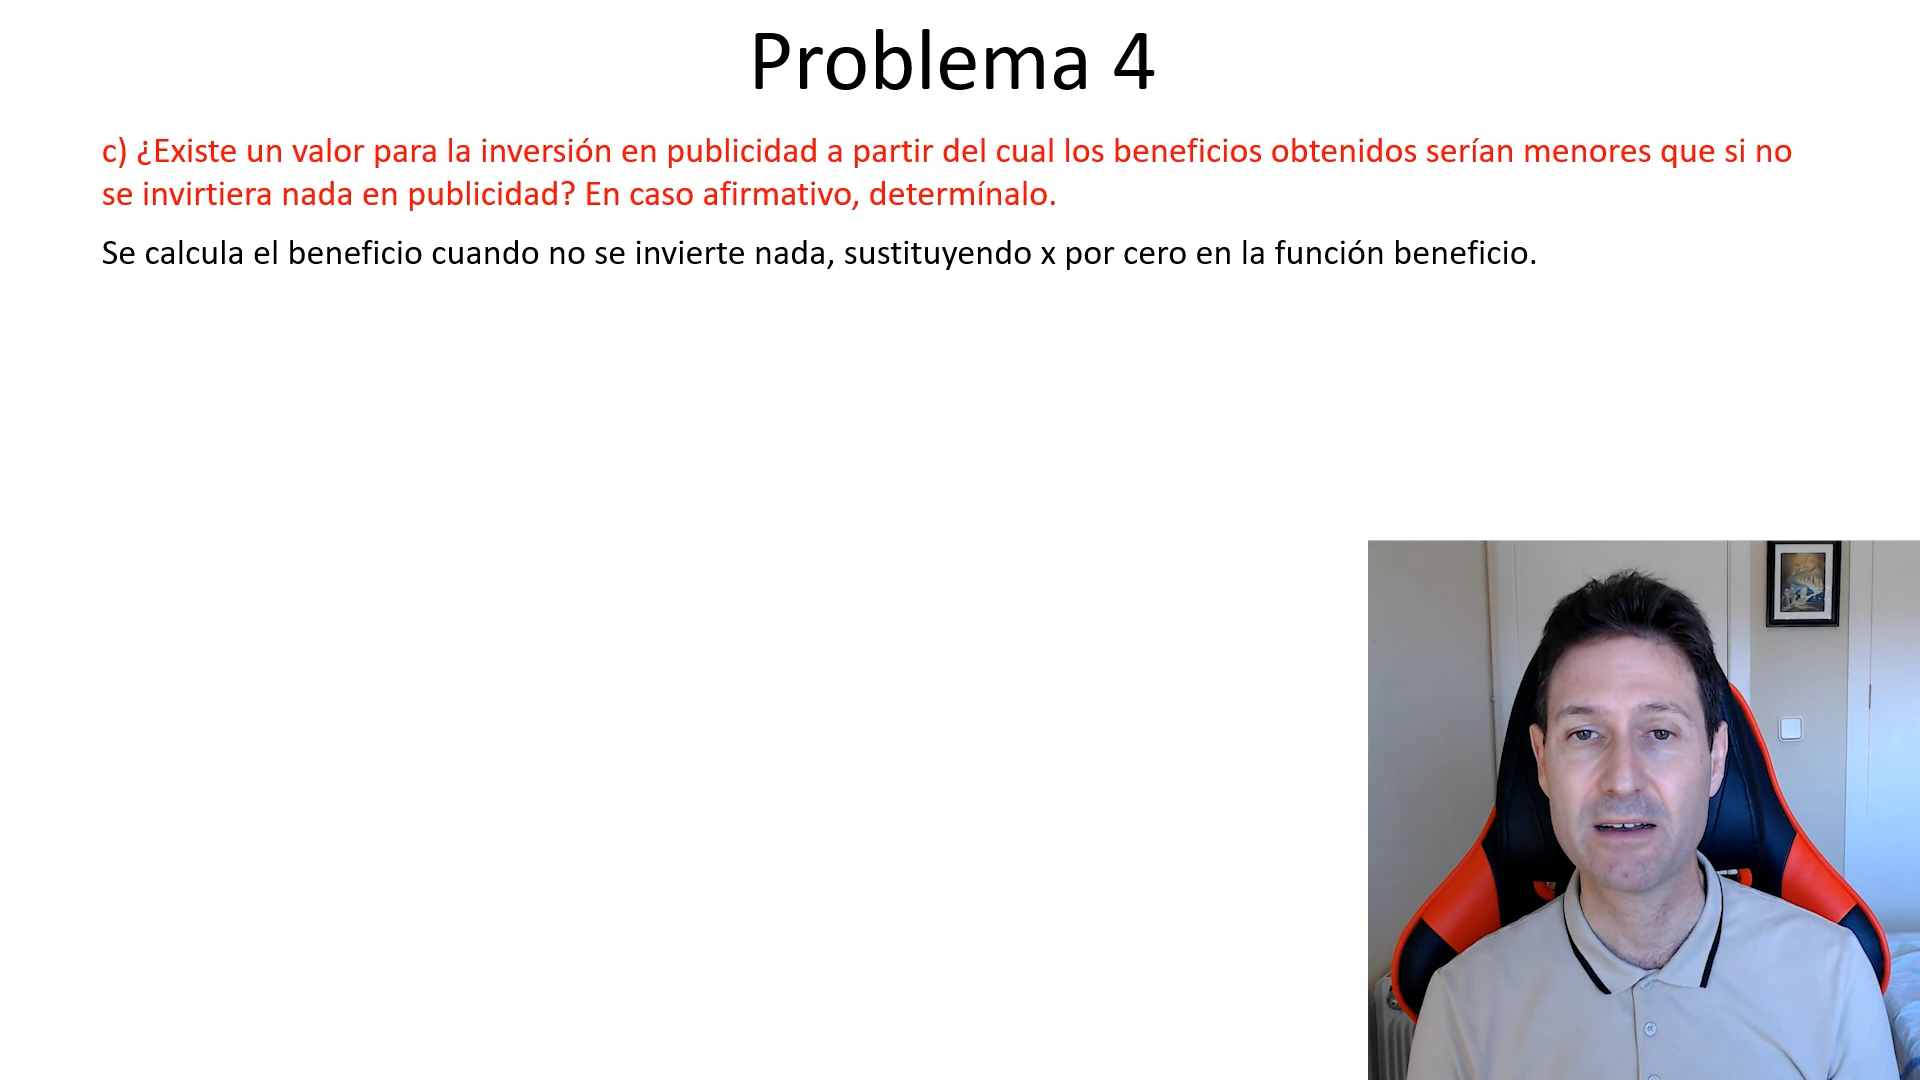 Problema 4
c) ¿Existe un valor para la inversión en publicidad a partir del cual los beneficios obtenidos serían menores que si no
se invirtiera nada en publicidad? En caso afirmativo, determínalo.
Se calcula el beneficio cuando no se invierte nada, sustituyendo x por cero en la función beneficio.